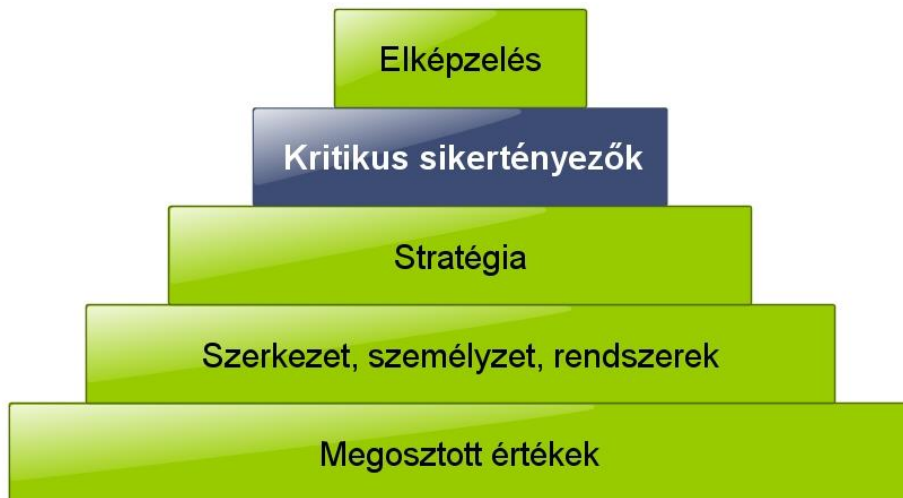 Elképzelés
Kritikus sikertényezők
Stratégia
Szerkezet, személyzet, rendszerek
Megosztott értékek